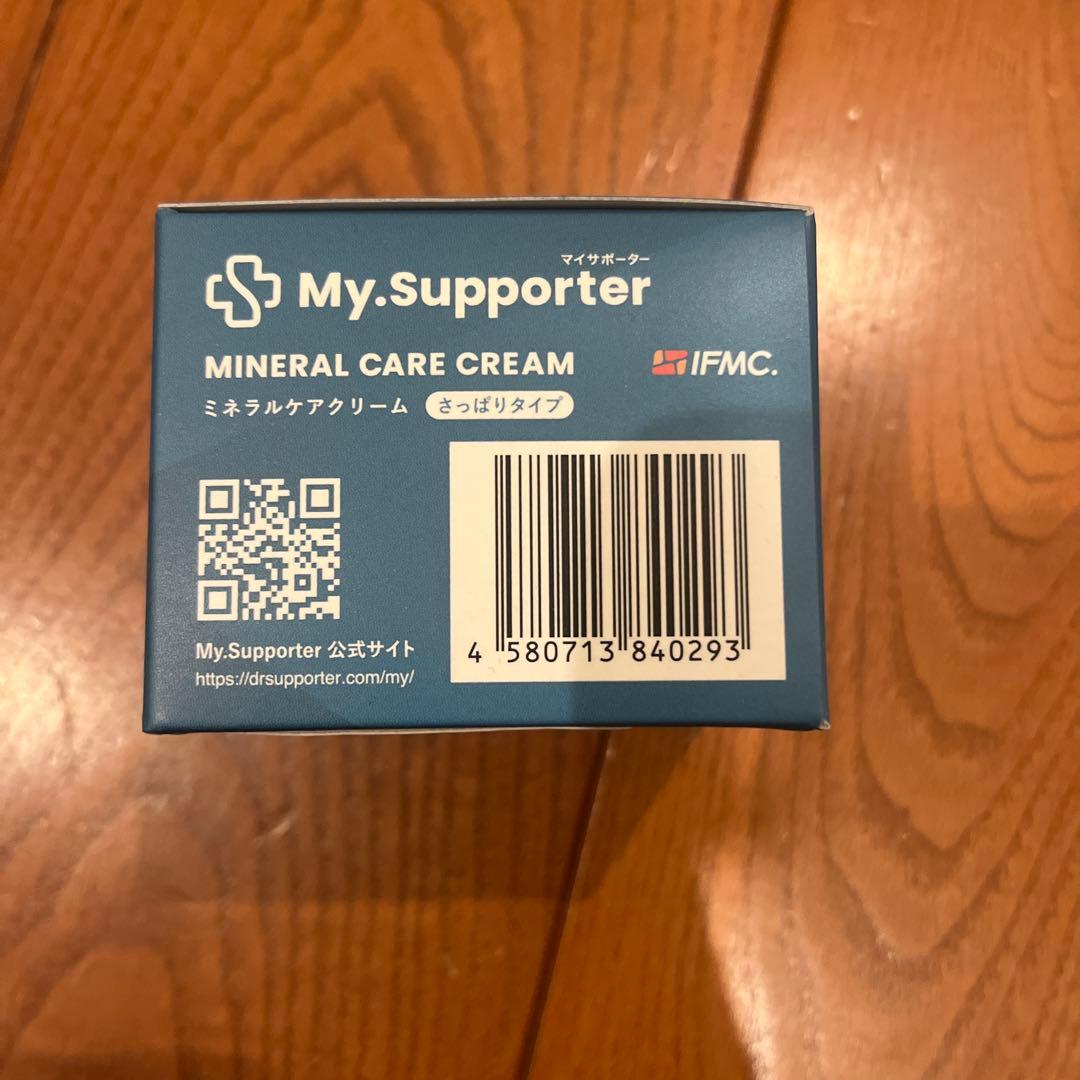 マイサポーター
My.Supporter
MINERAL CARE CREAM
IFMC.
ミネラルケアクリーム さっぱりタイプ
My.Supporter 公式サイト
https://drsupporter.com/my/
4 580713 840293